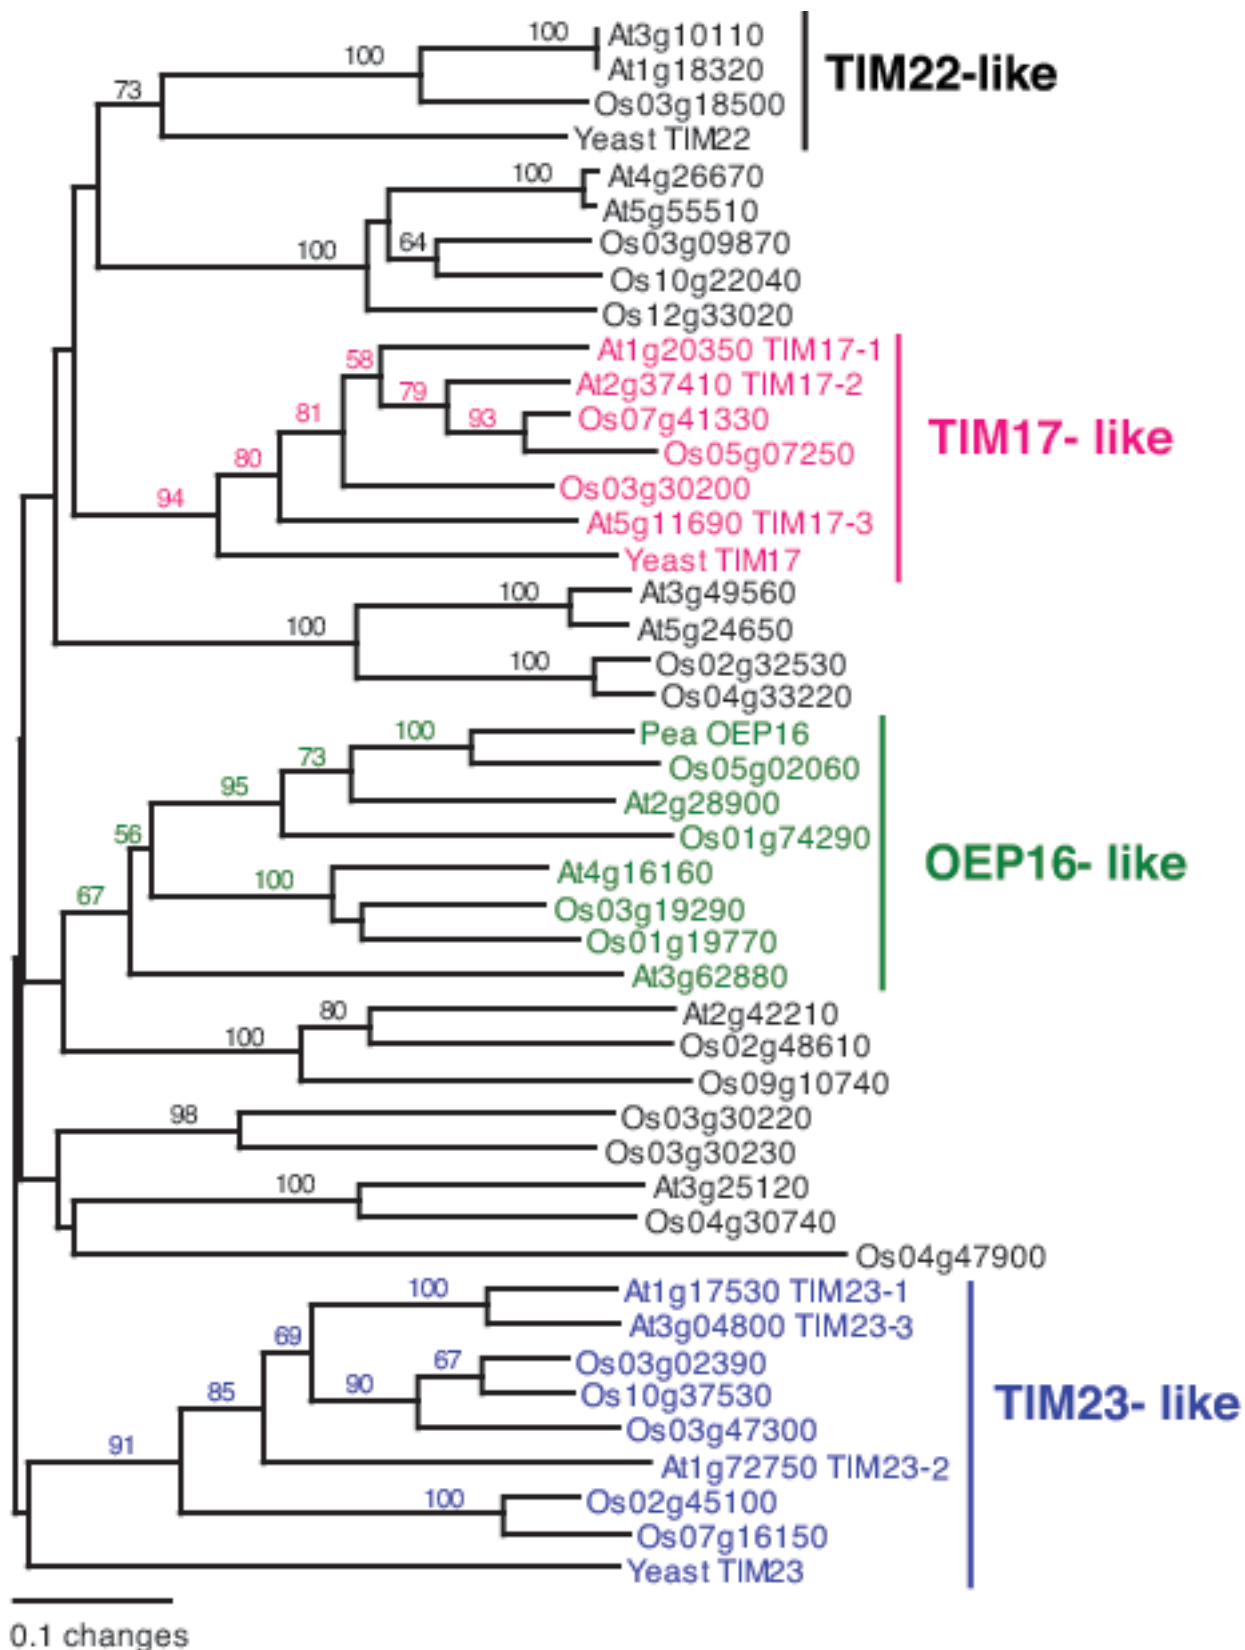 100
At3g10110
100
At1g18320
TIM22-like
73
Os03g18500
Yeast TIM22
100
At4g26670
At5g55510
64
Os03g09870
100
Os10g22040
Os12g33020
58
At1g20350 TIM17-1
79
At2g37410 TIM17-2
81
93
Os07g41330
TIM17- like
80
Os05g07250
94
Os03g30200
At5g11690 TIM17-3
Yeast TIM17
100
At3g49560
100
At5g24650
100
Os02g32530
Os04g33220
100
Pea OEP16
73
Os05g02060
95
At2g28900
56
Os01g74290
OEP16- like
100
At4g16160
67
Os03g19290
Os01g19770
At3g62880
80
At2g42210
100
Os02g48610
Os09g10740
98
Os03g30220
Os03g30230
100
At3g25120
Os04g30740
Os04g47900
100
At1g17530 TIM23-1
69
At3g04800 TIM23-3
67
Os03g02390
85
90
Os10g37530
TIM23- like
Os03g47300
91
At1g72750 TIM23-2
100
Os02g45100
Os07g16150
Yeast TIM23
0.1 changes